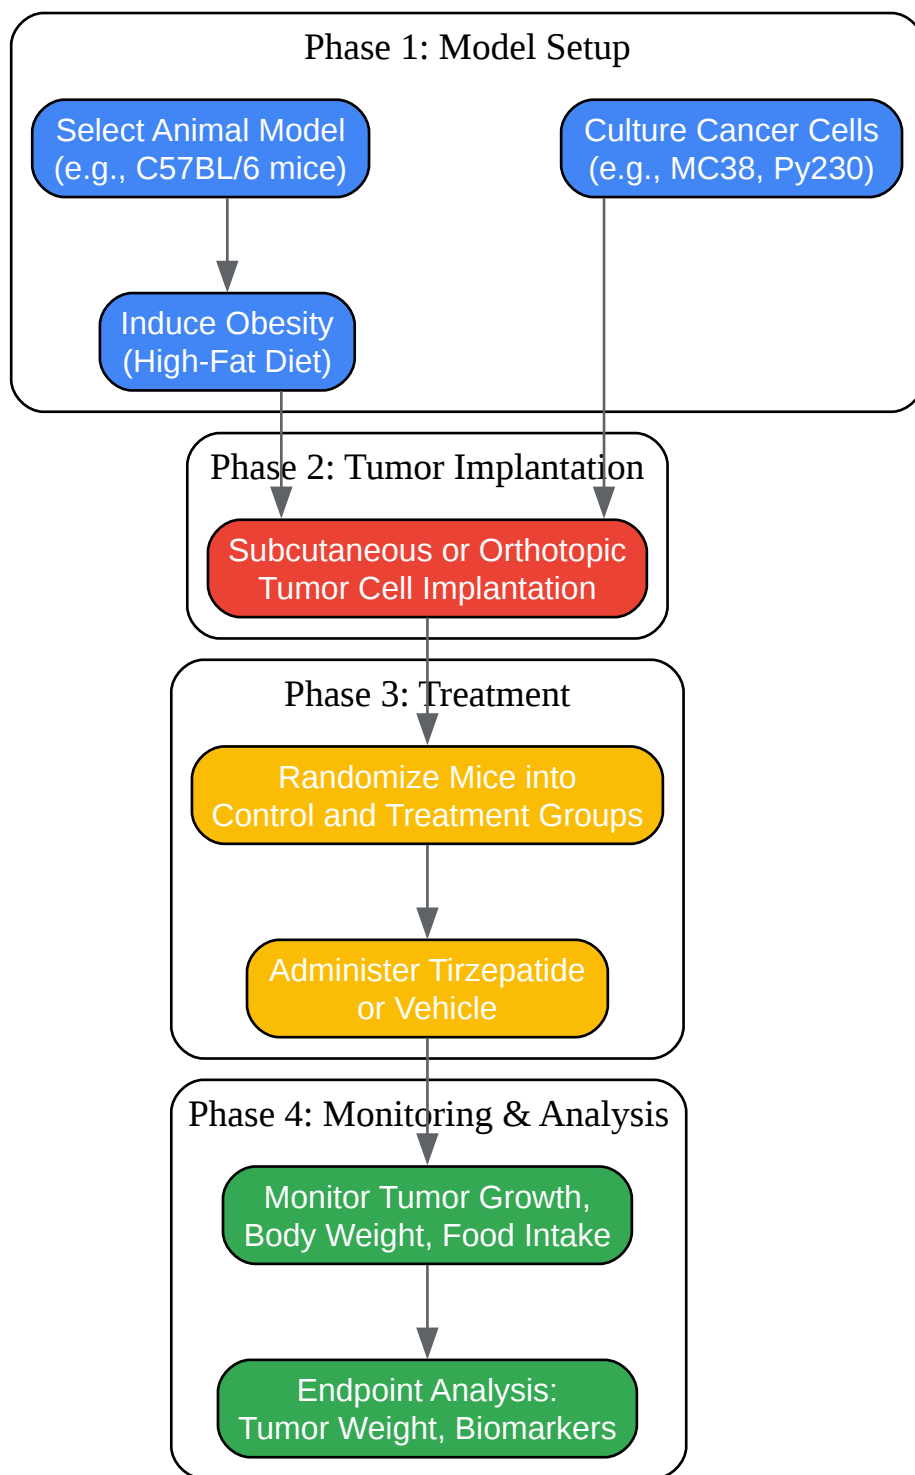 Phase 1: Model Setup
Select Animal Model
(e.g., C57BL/6 mice)
Culture Cancer Cells
(e.g., MC38, Py230)
Induce Obesity
(High-Fat Diet)
Phase 2: Tumor Implantation
Subcutaneous or Orthotopic
Tumor Cell Implantation
Phase 3: Treatment
Randomize Mice into
Control and Treatment Groups
Administer Tirzepatide
or Vehicle
Phase 4: Monitoring & Analysis
Monitor Tumor Growth,
Body Weight, Food Intake
Endpoint Analysis:
Tumor Weight, Biomarkers